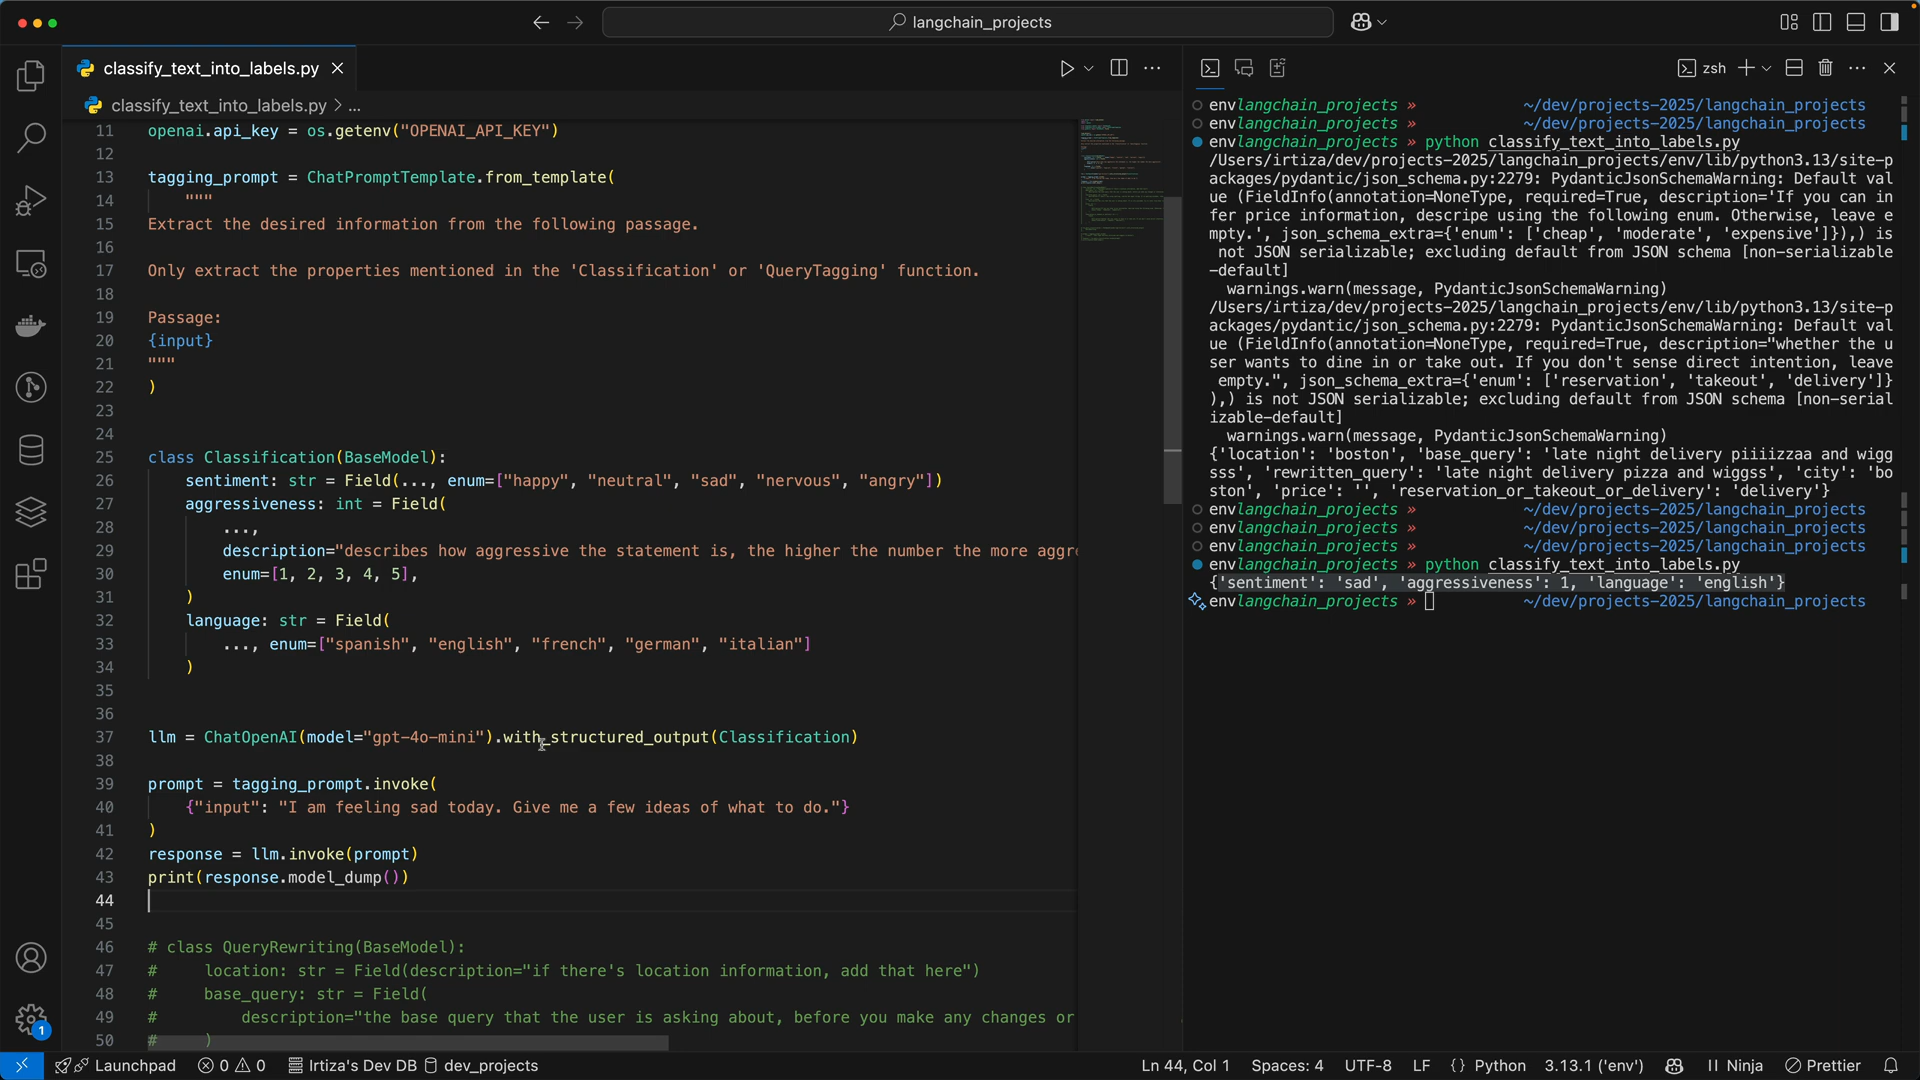 langchain_projects
classify_text_into_labels.py
classify_text_into_labels.py > ...
11 openai.api_key = os.getenv("OPENAI_API_KEY")
12
13 tagging_prompt = ChatPromptTemplate.from_template(
14     """
15 Extract the desired information from the following passage.
16
17 Only extract the properties mentioned in the 'Classification' or 'QueryTagging' function.
18
19 Passage:
20 {input}
21 """
22 )
23
24
25 class Classification(BaseModel):
26     sentiment: str = Field(..., enum=["happy", "neutral", "sad", "nervous", "angry"])
27     aggressiveness: int = Field(
28         ...,
29         description="describes how aggressive the statement is, the higher the number the more aggre
30         enum=[1, 2, 3, 4, 5],
31     )
32     language: str = Field(
33         ..., enum=["spanish", "english", "french", "german", "italian"]
34     )
35
36
37 llm = ChatOpenAI(model="gpt-4o-mini").with_structured_output(Classification)
38
39 prompt = tagging_prompt.invoke(
40     {"input": "I am feeling sad today. Give me a few ideas of what to do."}
41 )
42 response = llm.invoke(prompt)
43 print(response.model_dump())
44
45
46 # class QueryRewriting(BaseModel):
47 #     location: str = Field(description="if there's location information, add that here")
48 #     base_query: str = Field(
49 #         description="the base query that the user is asking about, before you make any changes or
50 #     )
zsh
envlangchain_projects » ~/dev/projects-2025/langchain_projects
envlangchain_projects » ~/dev/projects-2025/langchain_projects
envlangchain_projects » python classify_text_into_labels.py
/Users/irtiza/dev/projects-2025/langchain_projects/env/lib/python3.13/site-p
ackages/pydantic/json_schema.py:2279: PydanticJsonSchemaWarning: Default val
ue (FieldInfo(annotation=NoneType, required=True, description='If you can in
fer price information, descripe using the following enum. Otherwise, leave e
mpty.', json_schema_extra={'enum': ['cheap', 'moderate', 'expensive']}),) is
 not JSON serializable; excluding default from JSON schema [non-serializable
-default]
  warnings.warn(message, PydanticJsonSchemaWarning)
/Users/irtiza/dev/projects-2025/langchain_projects/env/lib/python3.13/site-p
ackages/pydantic/json_schema.py:2279: PydanticJsonSchemaWarning: Default val
ue (FieldInfo(annotation=NoneType, required=True, description="whether the u
ser wants to dine in or take out. If you don't sense direct intention, leave
 empty.", json_schema_extra={'enum': ['reservation', 'takeout', 'delivery']}
),) is not JSON serializable; excluding default from JSON schema [non-serial
izable-default]
  warnings.warn(message, PydanticJsonSchemaWarning)
{'location': 'boston', 'base_query': 'late night delivery piiiizzaa and wigg
sss', 'rewritten_query': 'late night delivery pizza and wiggss', 'city': 'bo
ston', 'price': '', 'reservation_or_takeout_or_delivery': 'delivery'}
envlangchain_projects » ~/dev/projects-2025/langchain_projects
envlangchain_projects » ~/dev/projects-2025/langchain_projects
envlangchain_projects » ~/dev/projects-2025/langchain_projects
envlangchain_projects » python classify_text_into_labels.py
{'sentiment': 'sad', 'aggressiveness': 1, 'language': 'english'}
envlangchain_projects » ~/dev/projects-2025/langchain_projects
1
Launchpad 0 0 Irtiza's Dev DB dev_projects Ln 44, Col 1 Spaces: 4 UTF-8 LF {} Python 3.13.1 ('env') Ninja Prettier